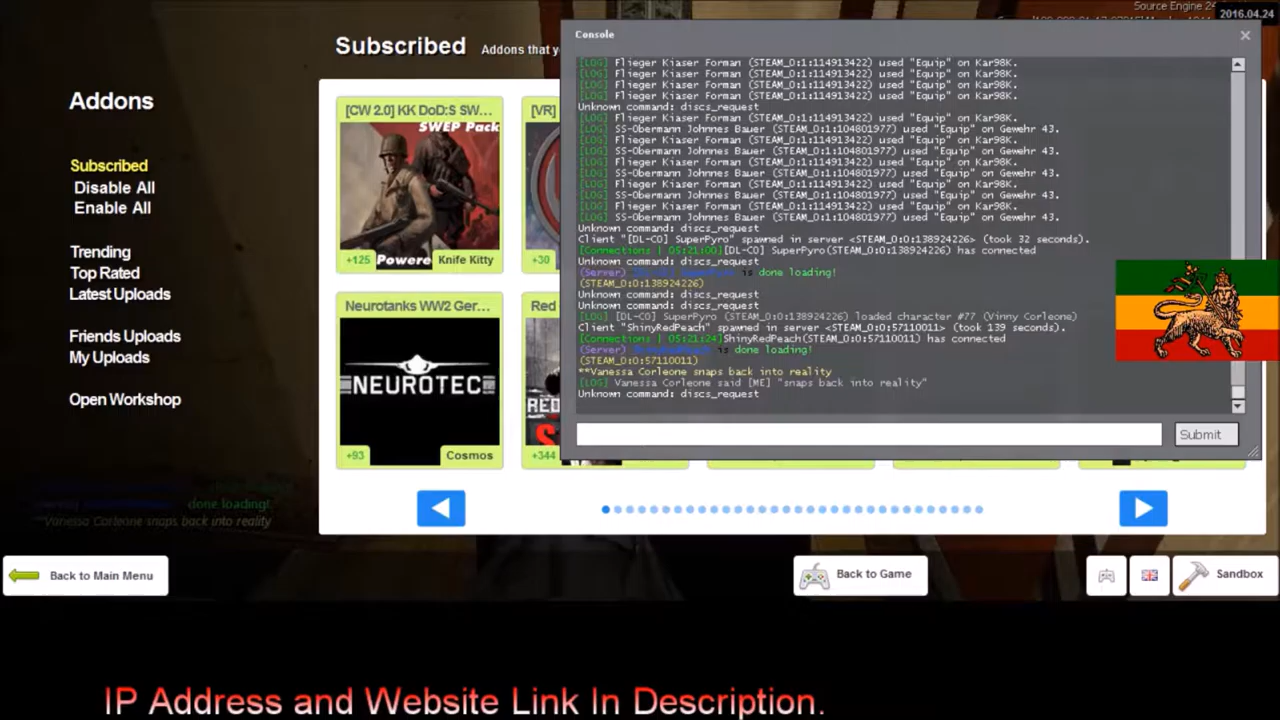 Source Engine 24
2016.04.24
Subscribed
Addons that y
Console
Addons
Subscribed
Disable All
Enable All
Trending
Top Rated
Latest Uploads
Friends Uploads
My Uploads
Open Workshop
[CW 2.0] KK DoD:S SW...
SWEP Pack
Powere
+125
Knife Kitty
[VR]
+30
Neurotanks WW2 Ger...
NEUROTEC
+93
Cosmos
Red
RED
+344
[LOG] Flieger Kiaser Forman (STEAM_0:1:114913422) used "Equip" on Kar98K.
[LOG] Flieger Kiaser Forman (STEAM_0:1:114913422) used "Equip" on Kar98K.
[LOG] Flieger Kiaser Forman (STEAM_0:1:114913422) used "Equip" on Kar98K.
[LOG] Flieger Kiaser Forman (STEAM_0:1:114913422) used "Equip" on Kar98K.
Unknown command: discs_request
[LOG] Flieger Kiaser Forman (STEAM_0:1:114913422) used "Equip" on Kar98K.
[LOG] SS-Obermann Johnnes Bauer (STEAM_0:1:104801977) used "Equip" on Gewehr 43.
[LOG] Flieger Kiaser Forman (STEAM_0:1:114913422) used "Equip" on Kar98K.
[LOG] SS-Obermann Johnnes Bauer (STEAM_0:1:104801977) used "Equip" on Gewehr 43.
[LOG] Flieger Kiaser Forman (STEAM_0:1:114913422) used "Equip" on Kar98K.
[LOG] SS-Obermann Johnnes Bauer (STEAM_0:1:104801977) used "Equip" on Gewehr 43.
[LOG] Flieger Kiaser Forman (STEAM_0:1:114913422) used "Equip" on Kar98K.
[LOG] SS-Obermann Johnnes Bauer (STEAM_0:1:104801977) used "Equip" on Gewehr 43.
[LOG] Flieger Kiaser Forman (STEAM_0:1:114913422) used "Equip" on Kar98K.
[LOG] SS-Obermann Johnnes Bauer (STEAM_0:1:104801977) used "Equip" on Gewehr 43.
Unknown command: discs_request
Client "[DL-CO] SuperPyro" spawned in server <STEAM_0:0:138924226> (took 32 seconds).
[Connections | 05:21:00][DL-CO] SuperPyro(STEAM_0:0:138924226) has connected
Unknown command: discs_request
(Server) [DL-CO] SuperPyro is done loading!
(STEAM_0:0:138924226)
Unknown command: discs_request
Unknown command: discs_request
[LOG] [DL-CO] SuperPyro (STEAM_0:0:138924226) loaded character #77 (Vinny Corleone)
Client "ShinyRedPeach" spawned in server <STEAM_0:0:57110011> (took 139 seconds).
[Connections | 05:21:24]ShinyRedPeach(STEAM_0:0:57110011) has connected
(Server) ShinyRedPeach is done loading!
(STEAM_0:0:57110011)
**Vanessa Corleone snaps back into reality
[LOG] Vanessa Corleone said [ME] "snaps back into reality"
Unknown command: discs_request
Submit
done loading!
**Vanessa Corleone snaps back into reality
Back to Main Menu
Back to Game
Sandbox
IP Address and Website Link In Description.